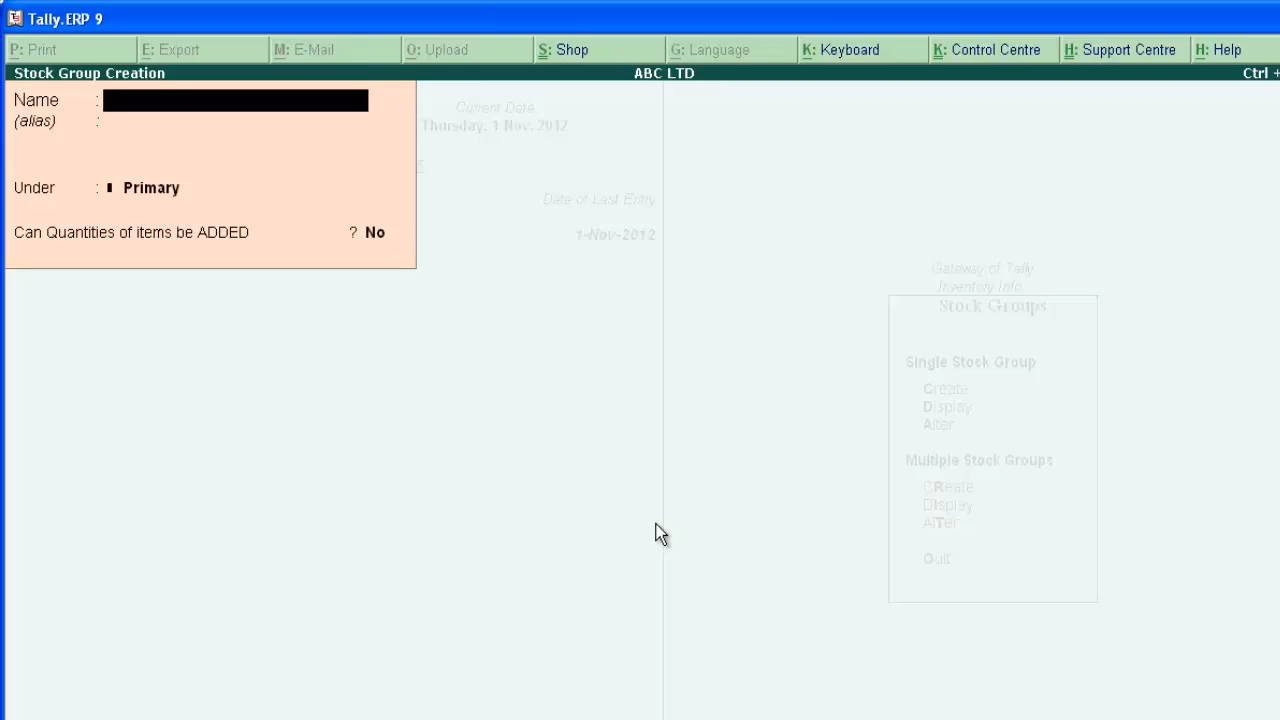 Tally.ERP 9
P: Print E: Export M: E-Mail O: Upload S: Shop G: Language K: Keyboard K: Control Centre H: Support Centre H: Help
Stock Group Creation ABC LTD Ctrl +
Name :
(alias) :
Under : Primary
Can Quantities of items be ADDED ? No
Current Date
Thursday, 1 Nov, 2012
Date of Last Entry
1-Nov-2012
Gateway of Tally
Inventory Info.
Stock Groups
Single Stock Group
Create
Display
Alter
Multiple Stock Groups
CReate
DIsplay
AlTer
Quit